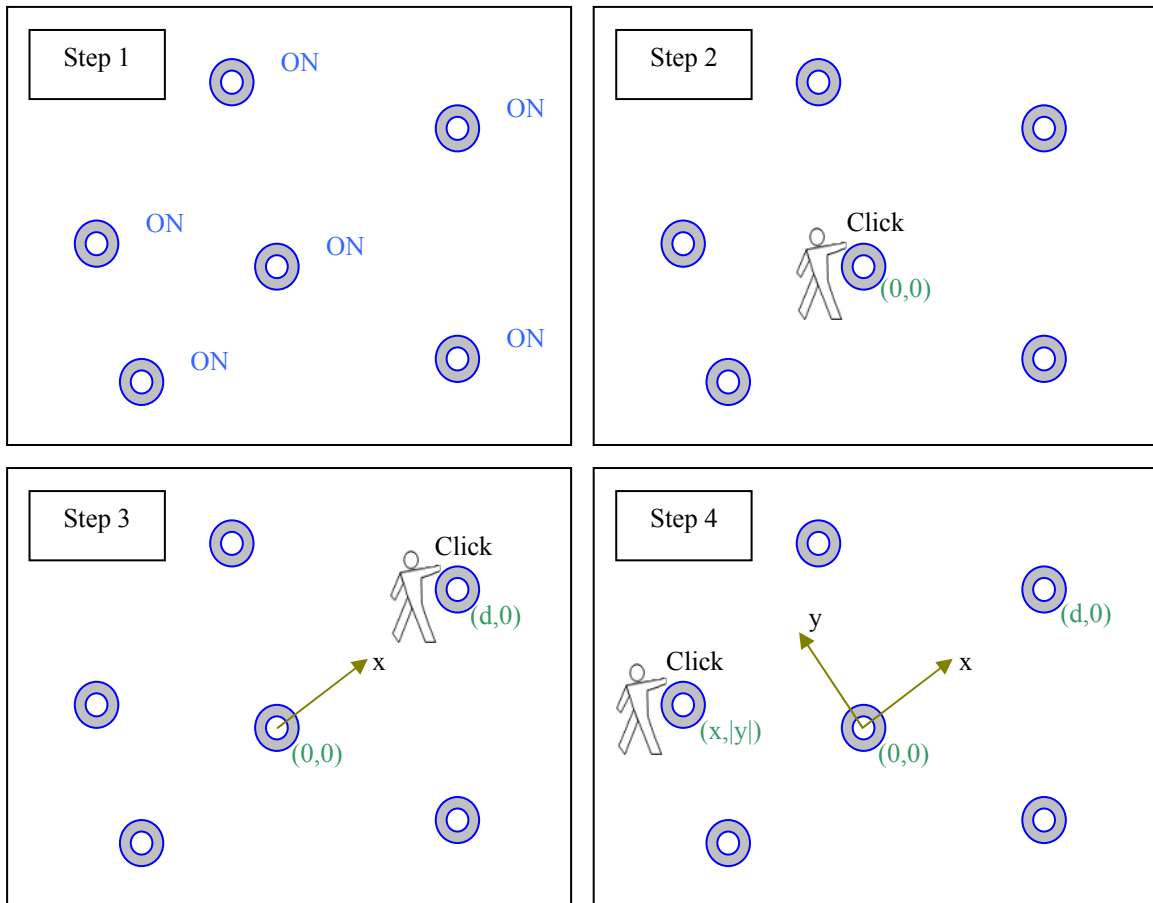 Step 1
ON
ON
ON
ON
ON
ON
Step 2
Click
(0,0)
Step 3
Click
(d,0)
x
(0,0)
Step 4
(d,0)
y
x
Click
(x,|y|)
(0,0)